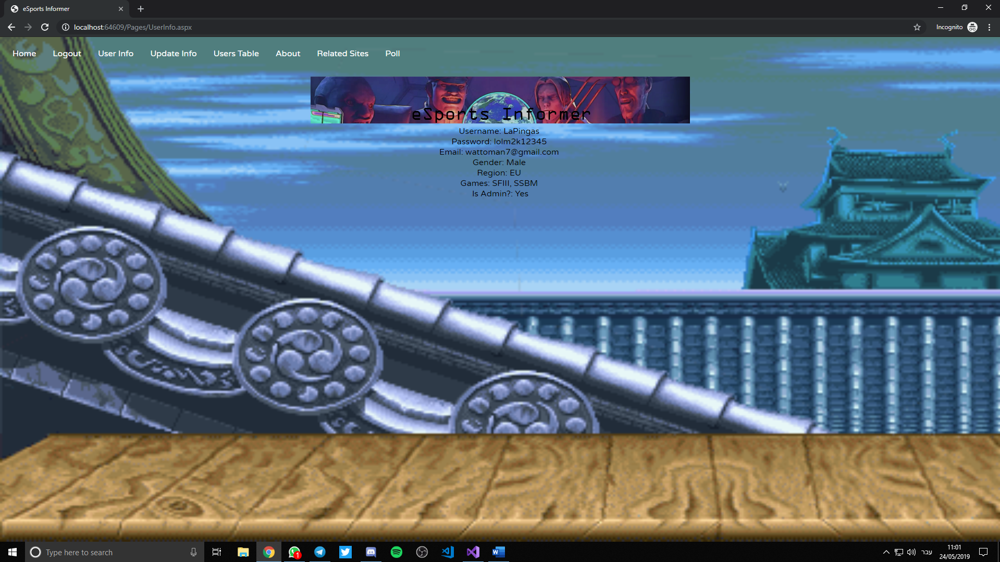 eSports Informer
localhost:64609/Pages/UserInfo.aspx
Incognito
Home Logout User Info Update Info Users Table About Related Sites Poll
eSports Informer
Username: LaPingas
Password: lolm2k12345
Email: wattoman7@gmail.com
Gender: Male
Region: EU
Games: SFIII, SSBM
Is Admin?: Yes
Type here to search
1
עבר
11:01
24/05/2019